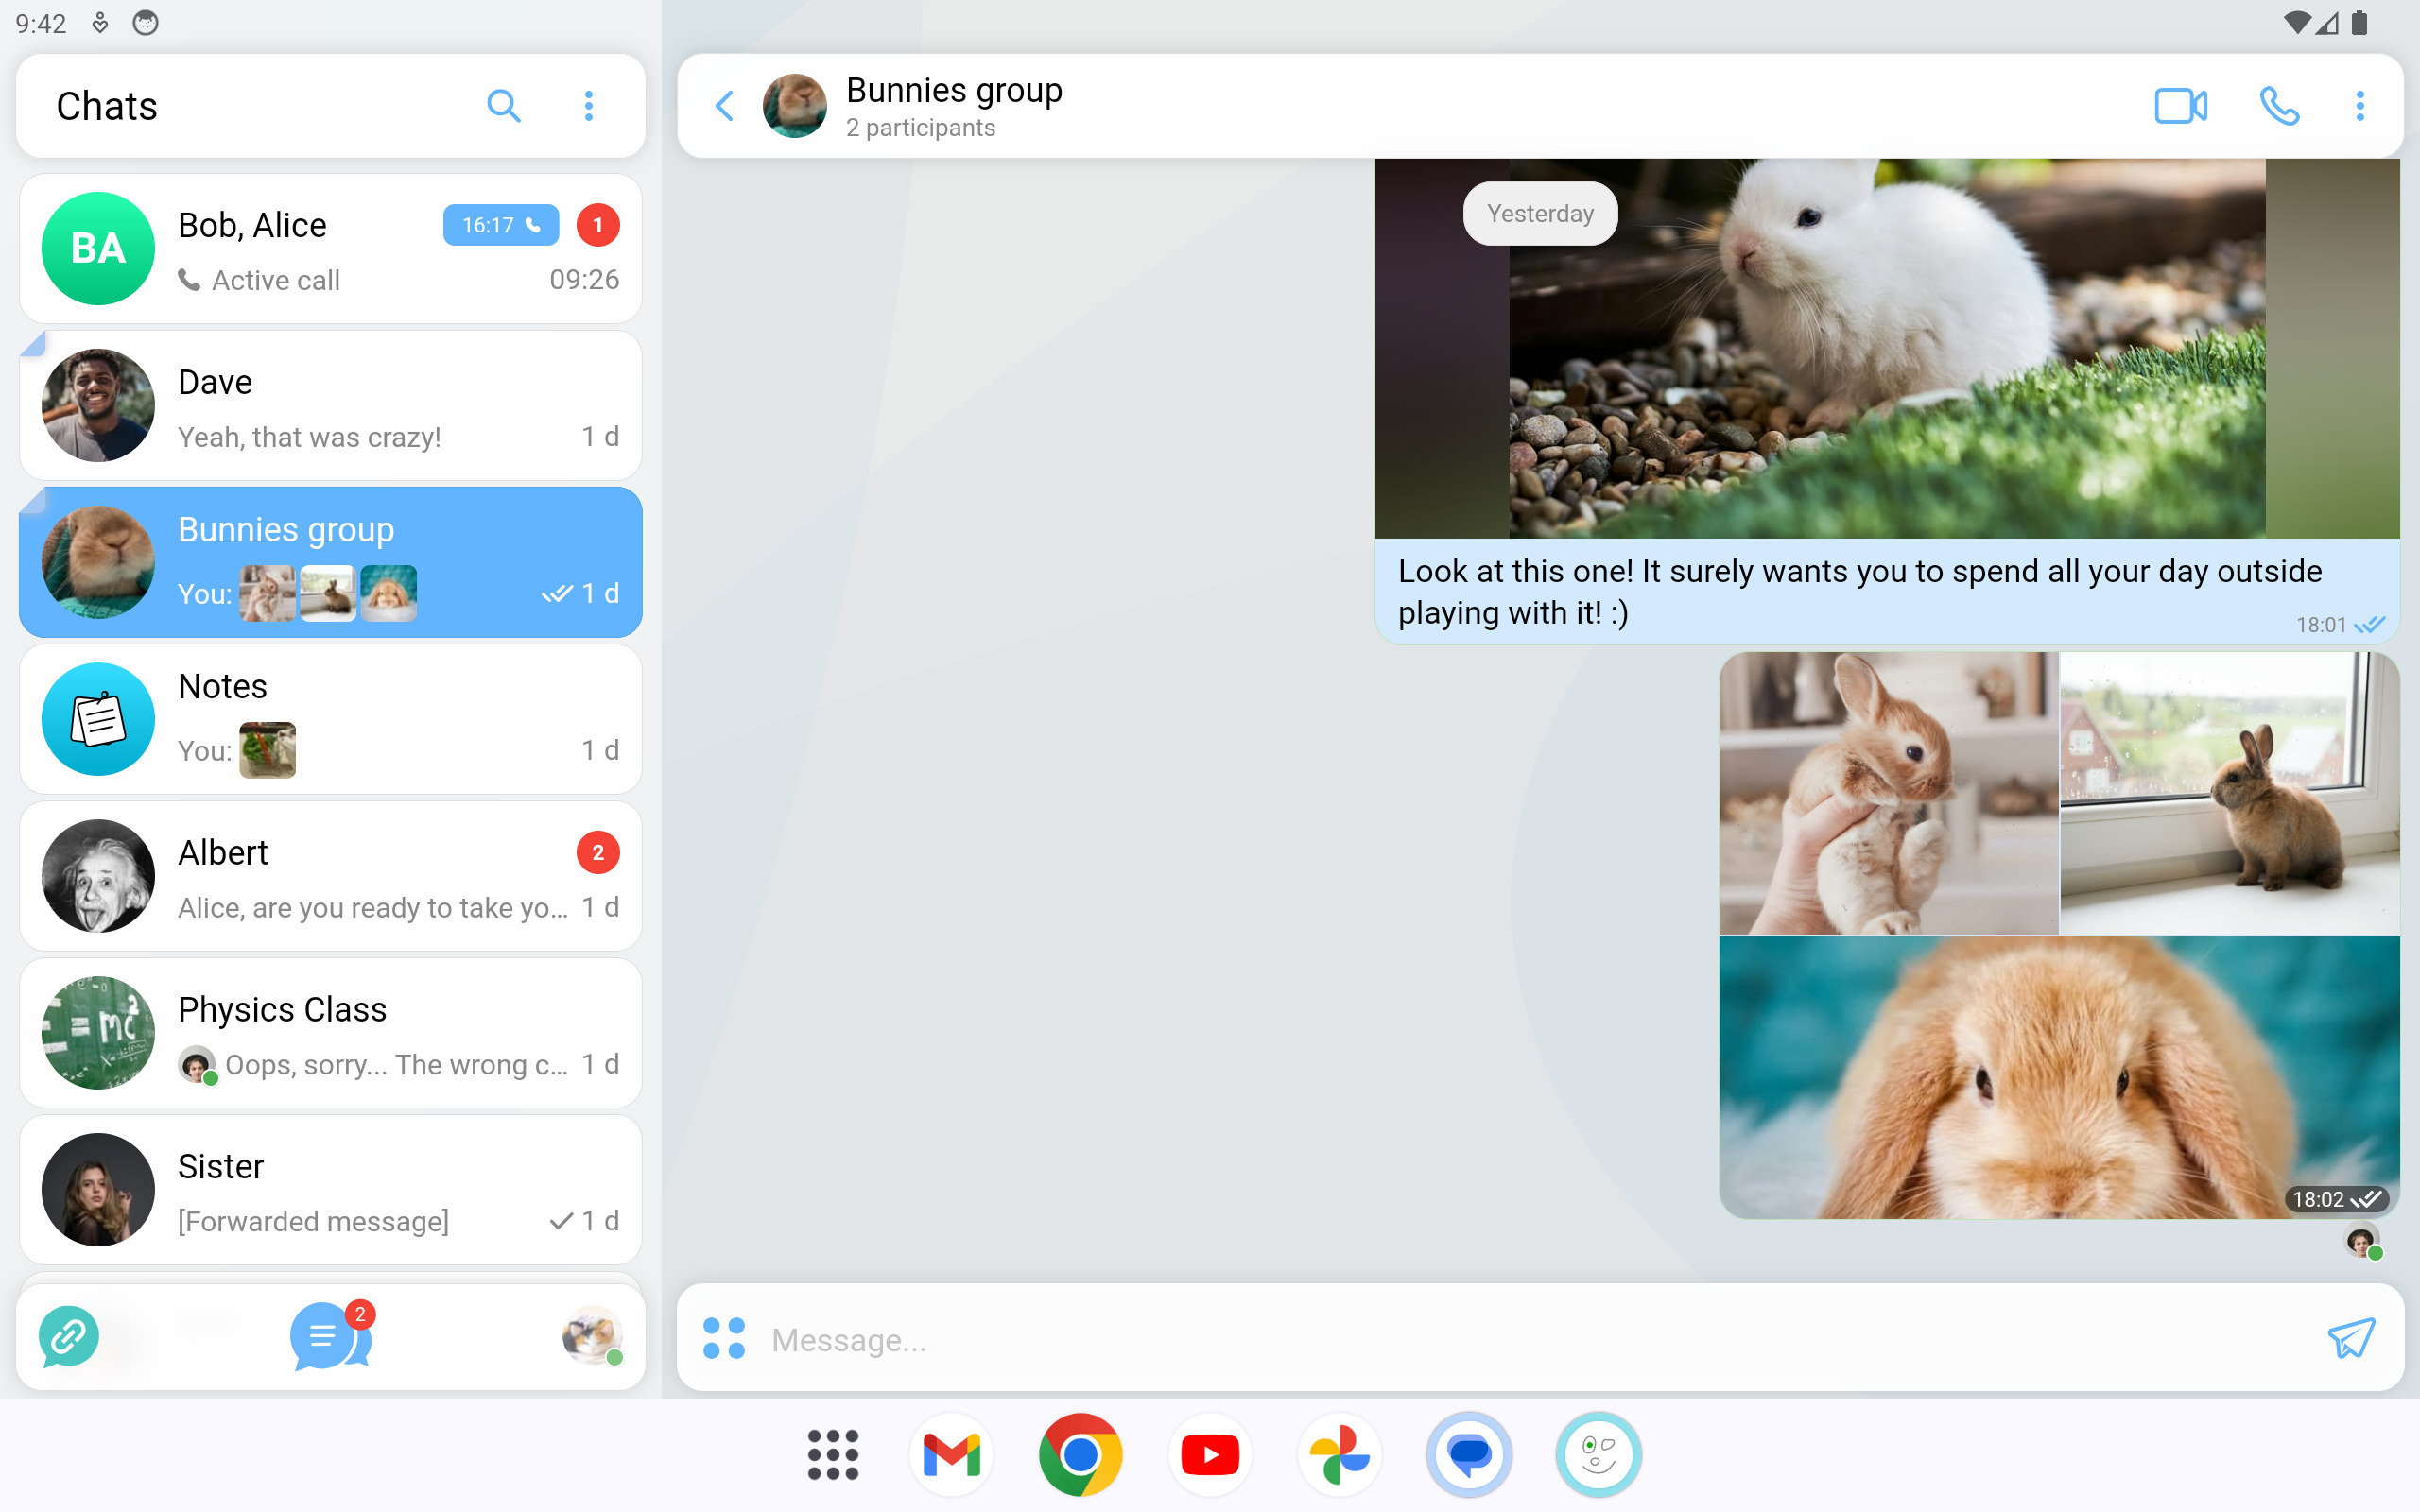 9:42
Chats
BA
Bob, Alice
16:17
1
Active call
09:26
Dave
Yeah, that was crazy!
1 d
Bunnies group
You:
1 d
Notes
You:
1 d
Albert
2
Alice, are you ready to take yo...
1 d
Physics Class
Oops, sorry... The wrong c...
1 d
Sister
[Forwarded message]
1 d
2
Bunnies group
2 participants
Yesterday
Look at this one! It surely wants you to spend all your day outside
playing with it! :)
18:01
18:02
Message...